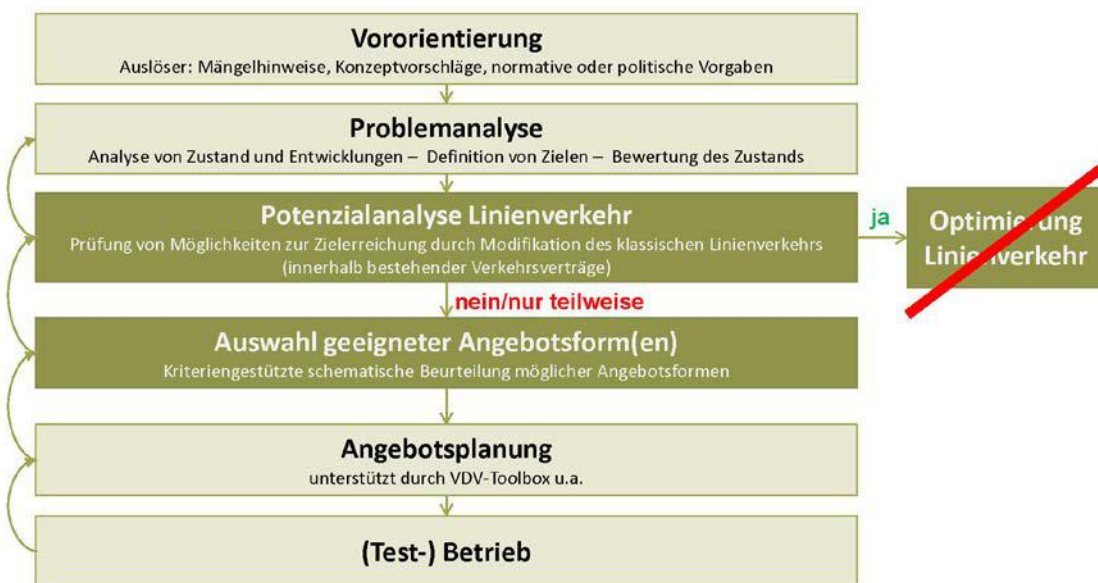 Vororientierung
Auslöser: Mängelhinweise, Konzeptvorschläge, normative oder politische Vorgaben
Problemanalyse
Analyse von Zustand und Entwicklungen – Definition von Zielen – Bewertung des Zustands
Potenzialanalyse Linienverkehr
Prüfung von Möglichkeiten zur Zielerreichung durch Modifikation des klassischen Linienverkehrs
(innerhalb bestehender Verkehrsverträge)
ja
Optimierung
Linienverkehr
nein/nur teilweise
Auswahl geeigneter Angebotsform(en)
Kriteriengestützte schematische Beurteilung möglicher Angebotsformen
Angebotsplanung
unterstützt durch VDV-Toolbox u.a.
(Test-) Betrieb